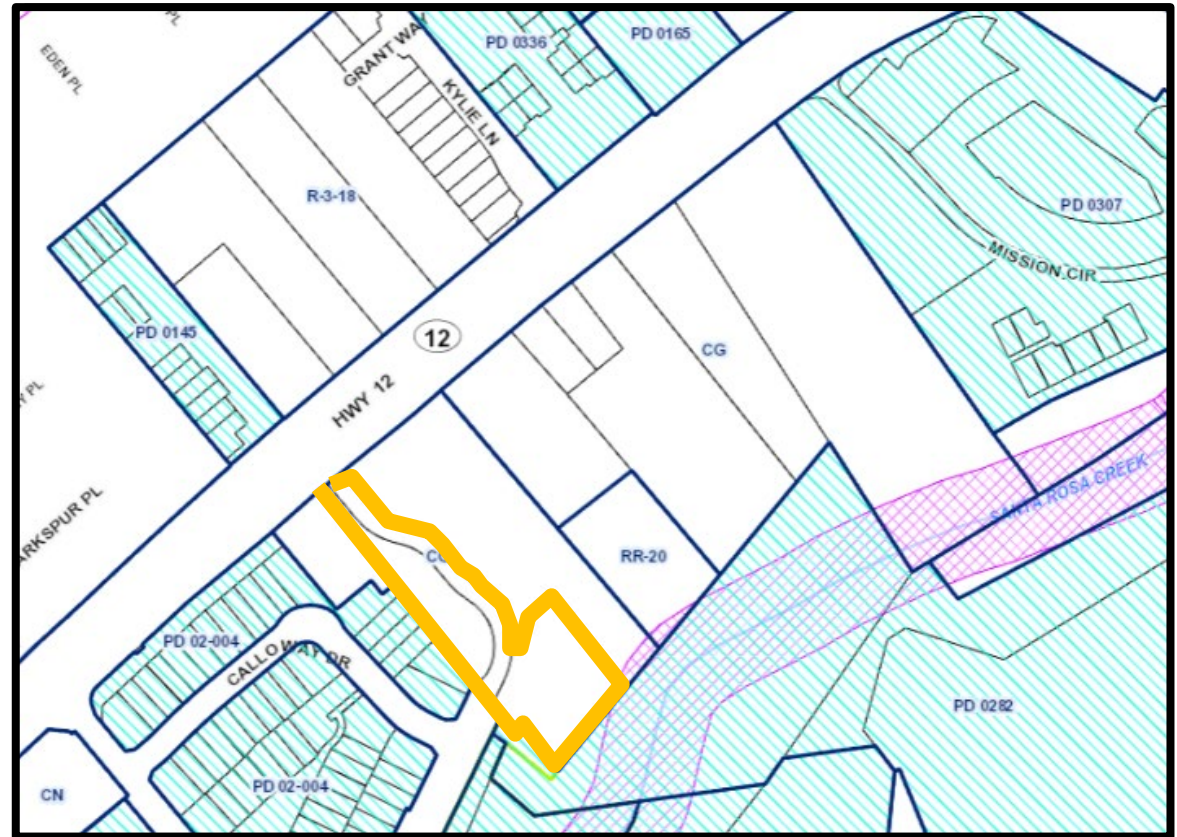 PL
EDEN PL
GRANT WAY
PD 0336
PD 0165
KYLIE LN
R-3-18
PD 0307
MISSION CIR
PD 0145
12
CG
HWY 12
PL
ARKSPUR PL
SANTA ROSA CREEK
RR-20
PD 02-004
CALLOWAY DR
PD 0282
PD 02-004
CN